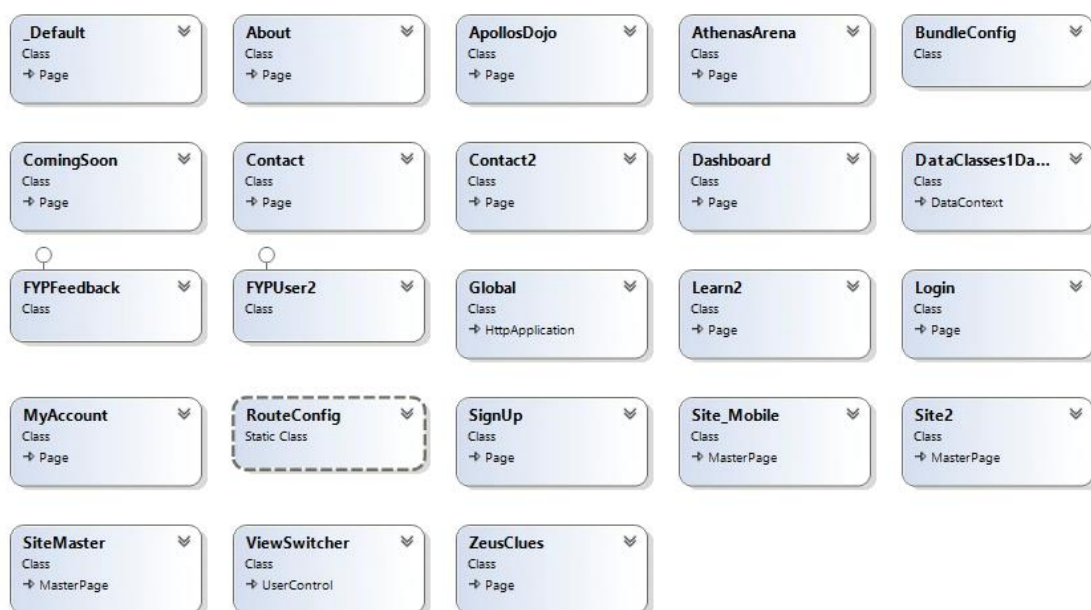 _Default
Class
Page
About
Class
Page
ApollosDojo
Class
Page
AthenasArena
Class
Page
BundleConfig
Class
ComingSoon
Class
Page
Contact
Class
Page
Contact2
Class
Page
Dashboard
Class
Page
DataClasses1Da...
Class
DataContext
FYPFeedback
Class
FYPUser2
Class
Global
Class
HttpApplication
Learn2
Class
Page
Login
Class
Page
MyAccount
Class
Page
RouteConfig
Static Class
SignUp
Class
Page
Site_Mobile
Class
MasterPage
Site2
Class
MasterPage
SiteMaster
Class
MasterPage
ViewSwitcher
Class
UserControl
ZeusClues
Class
Page